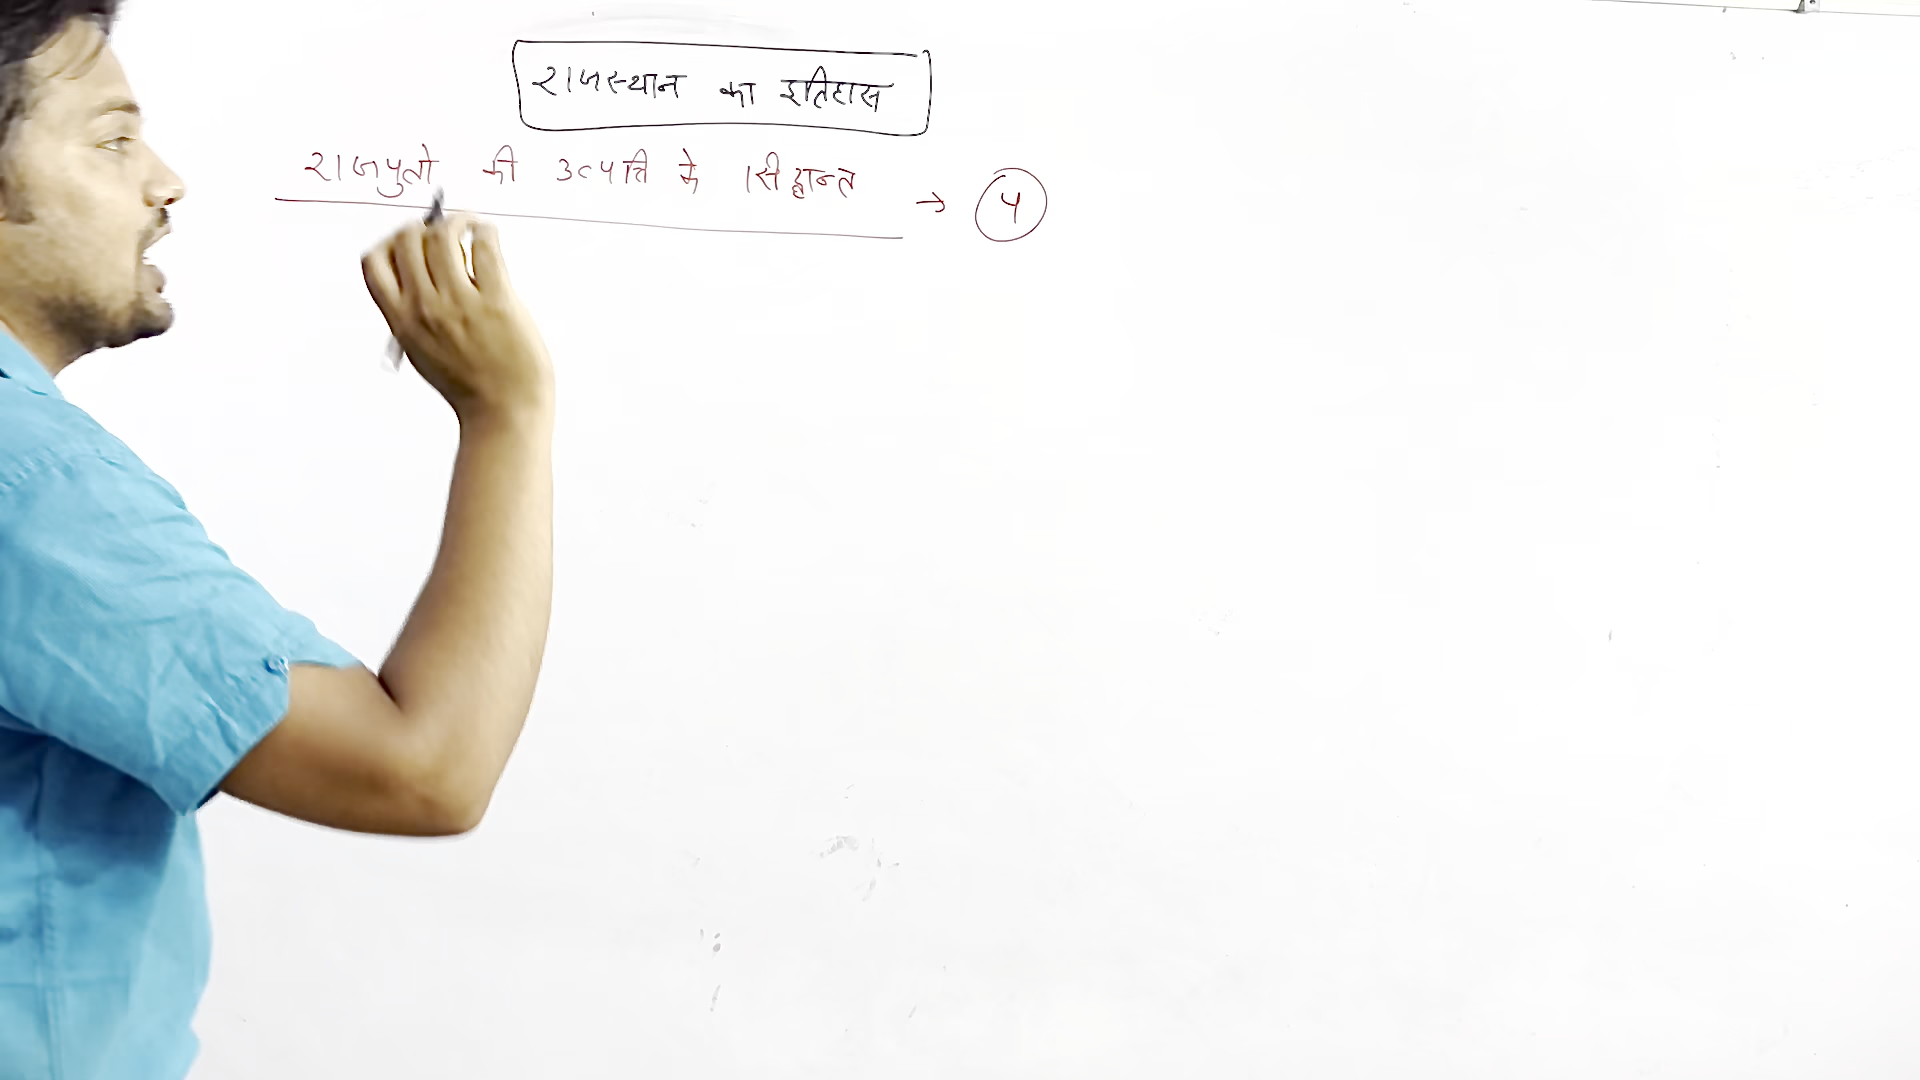 राजस्थान का इतिहास
राजपुतो की उत्पत्ति के सिद्धान्त → 4